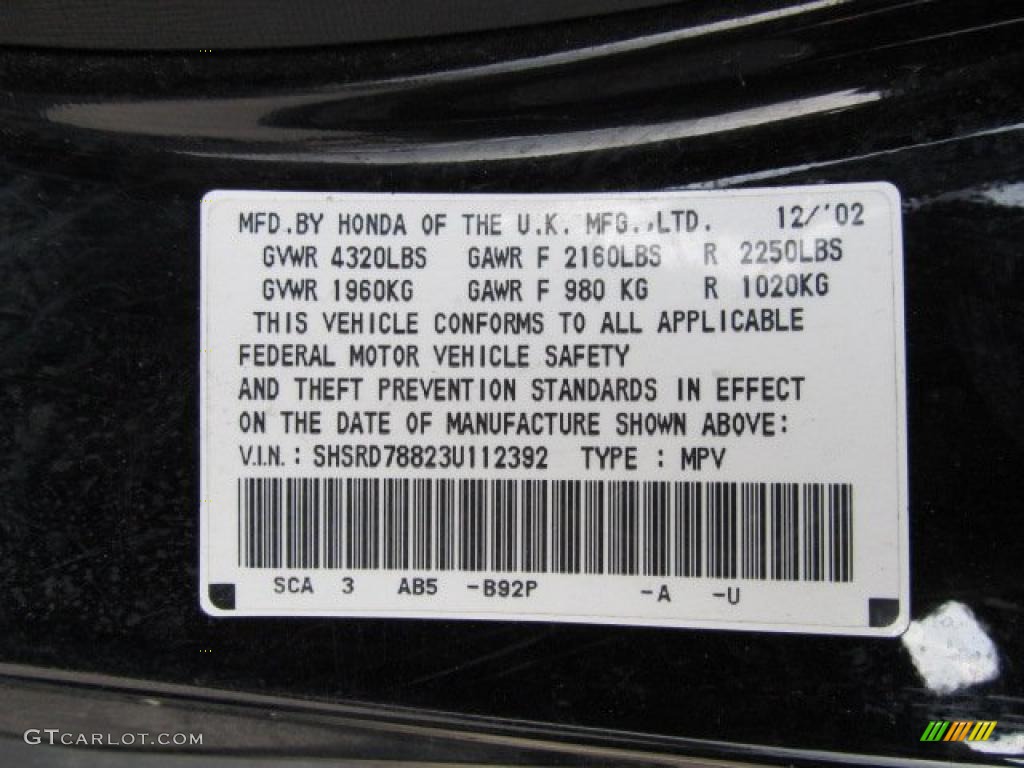 MFD.BY HONDA OF THE U.K. MFG.,LTD. 12/'02
GVWR 4320LBS GAWR F 2160LBS R 2250LBS
GVWR 1960KG GAWR F 980 KG R 1020KG
THIS VEHICLE CONFORMS TO ALL APPLICABLE
FEDERAL MOTOR VEHICLE SAFETY
AND THEFT PREVENTION STANDARDS IN EFFECT
ON THE DATE OF MANUFACTURE SHOWN ABOVE:
V.I.N.: SHSRD78823U112392 TYPE : MPV
SCA 3 AB5 -B92P -A -U
GTCARLOT.COM